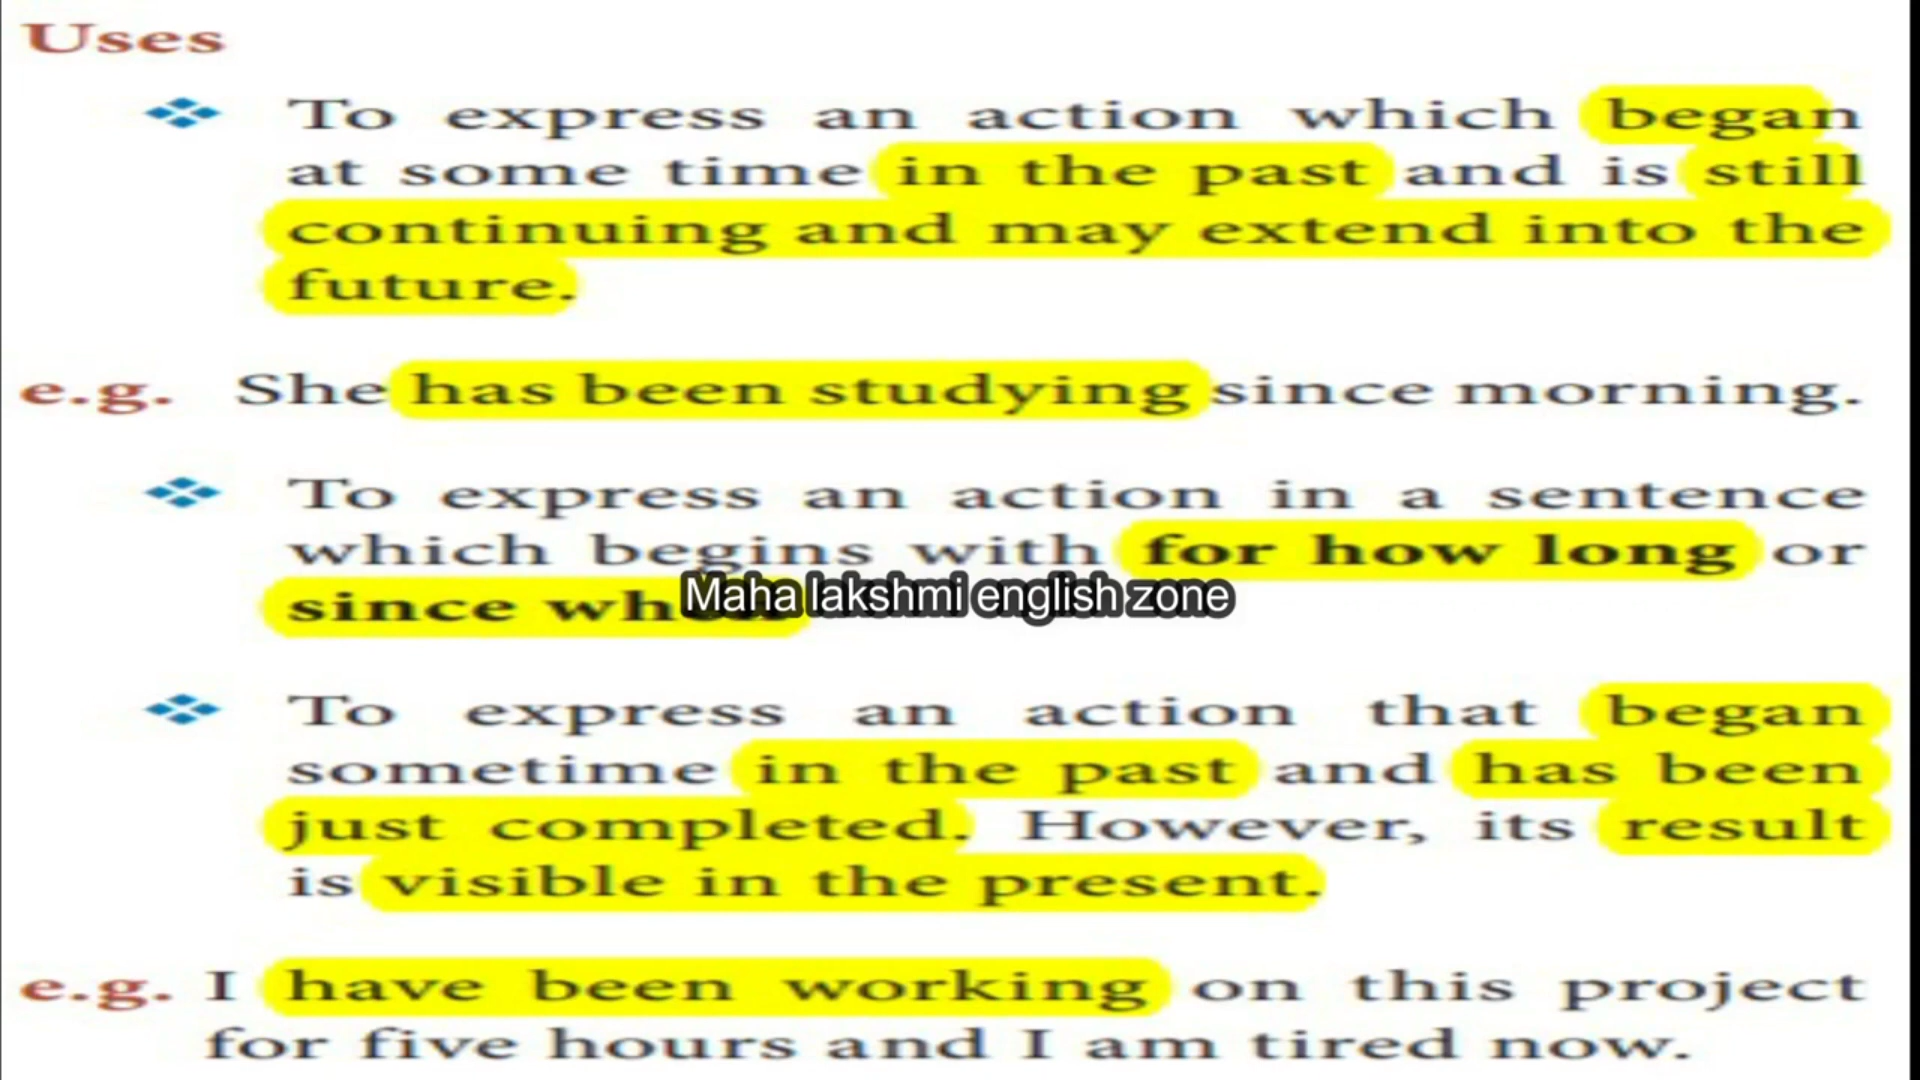 Uses
❖ To express an action which began
at some time in the past and is still
continuing and may extend into the
future.
e.g. She has been studying since morning.
❖ To express an action in a sentence
which begins with for how long or
since
Maha lakshmi english zone
❖ To express an action that began
sometime in the past and has been
just completed. However, its result
is visible in the present.
e.g. I have been working on this project
for five hours and I am tired now.